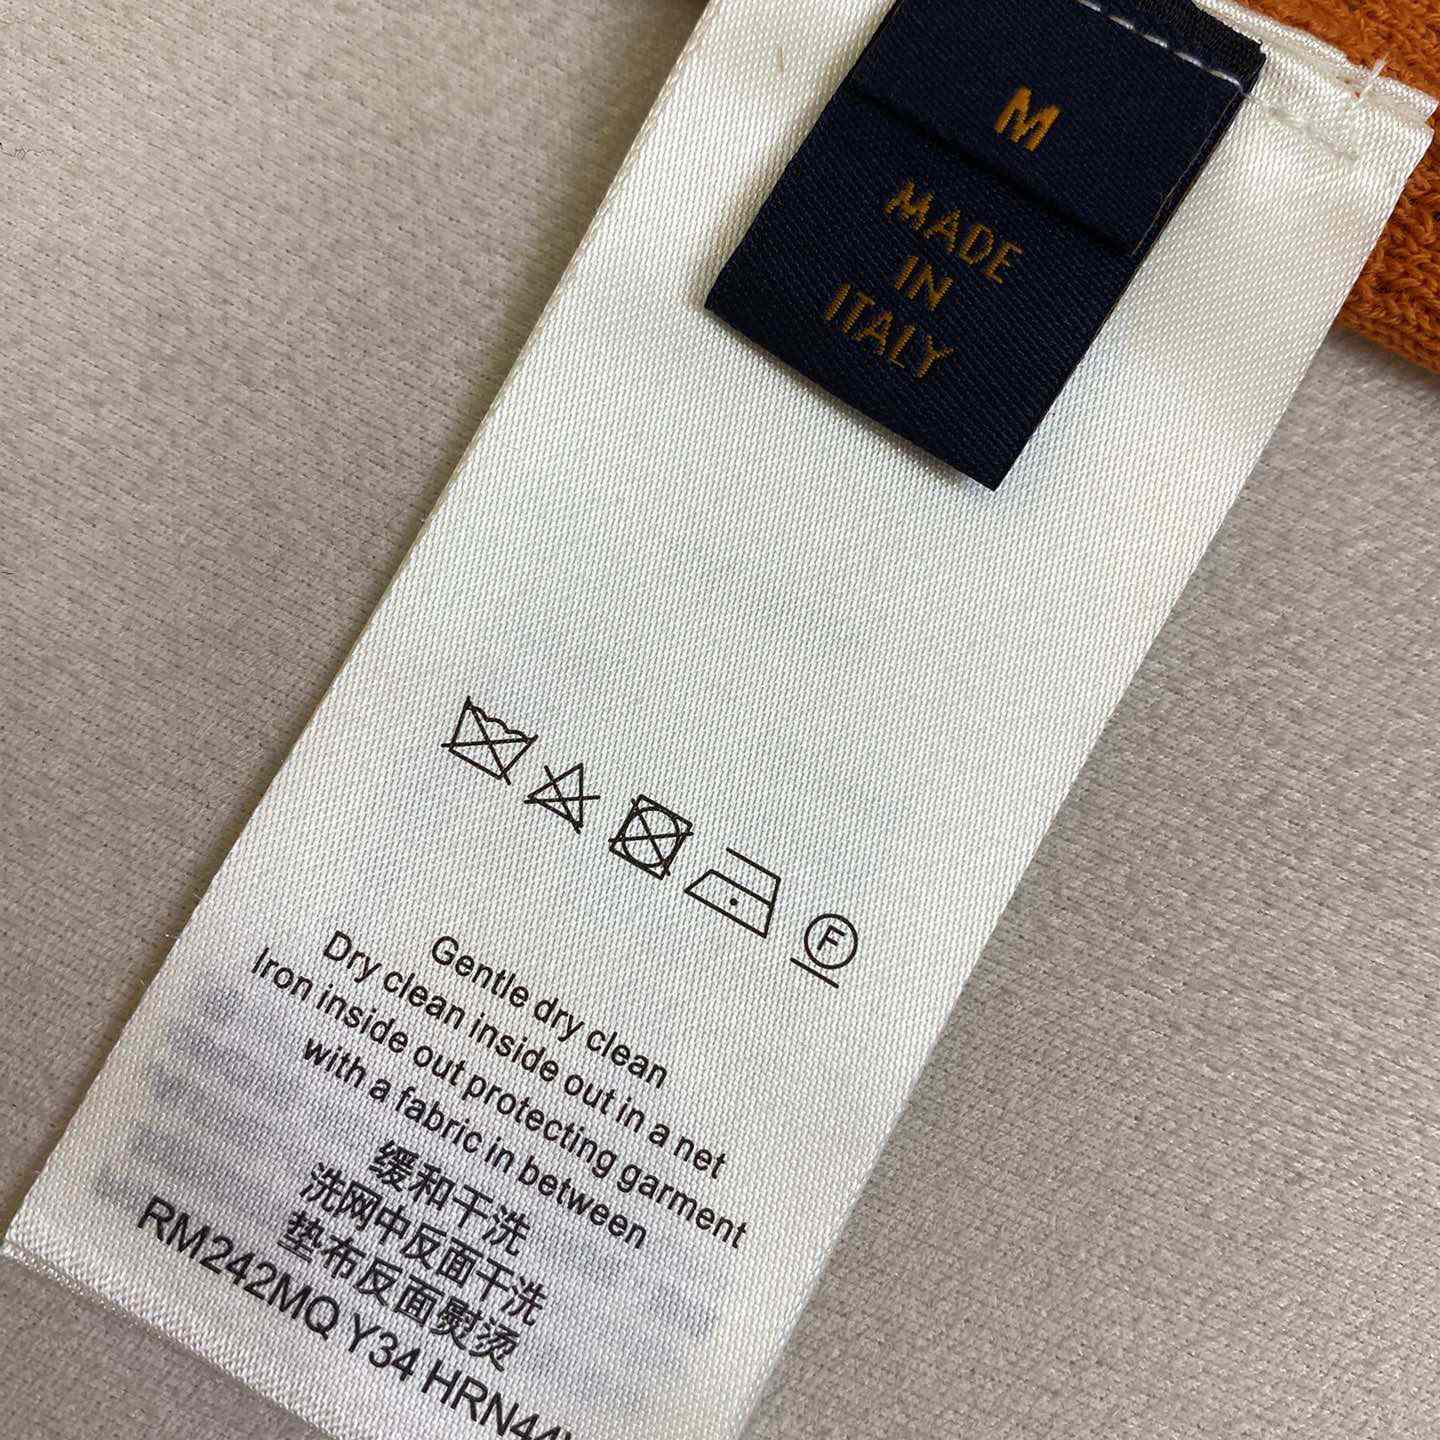 M
MADE
IN
ITALY
F
Gentle dry clean
Dry clean inside out in a net
Iron inside out protecting garment
with a fabric in between
缓和干洗
洗网中反面干洗
垫布反面熨烫
RM242MQ Y34 HRN44